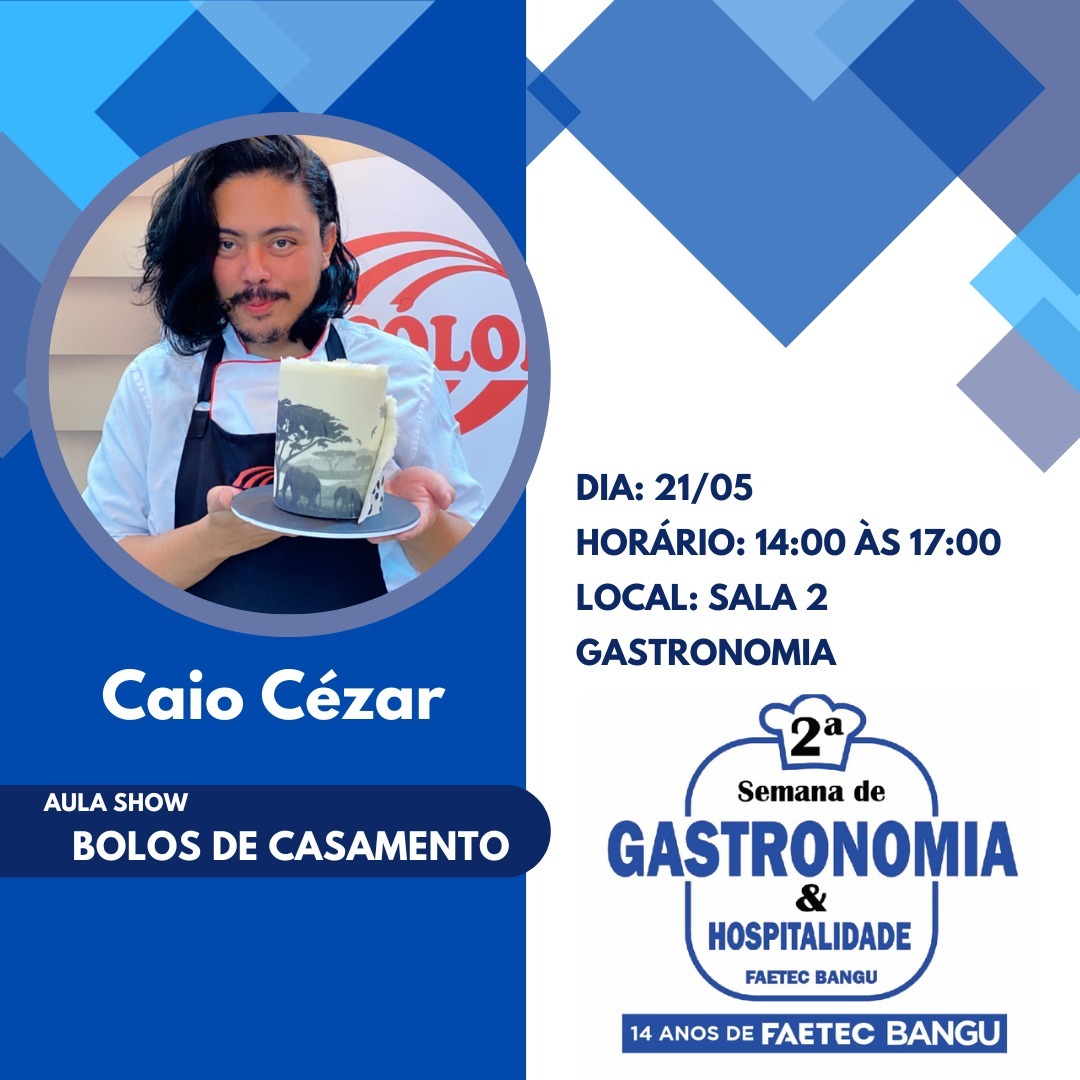 Caio Cézar
AULA SHOW
BOLOS DE CASAMENTO
DIA: 21/05
HORÁRIO: 14:00 ÀS 17:00
LOCAL: SALA 2
GASTRONOMIA
2ª
Semana de
GASTRONOMIA
&
HOSPITALIDADE
FAETEC BANGU
14 ANOS DE FAETEC BANGU